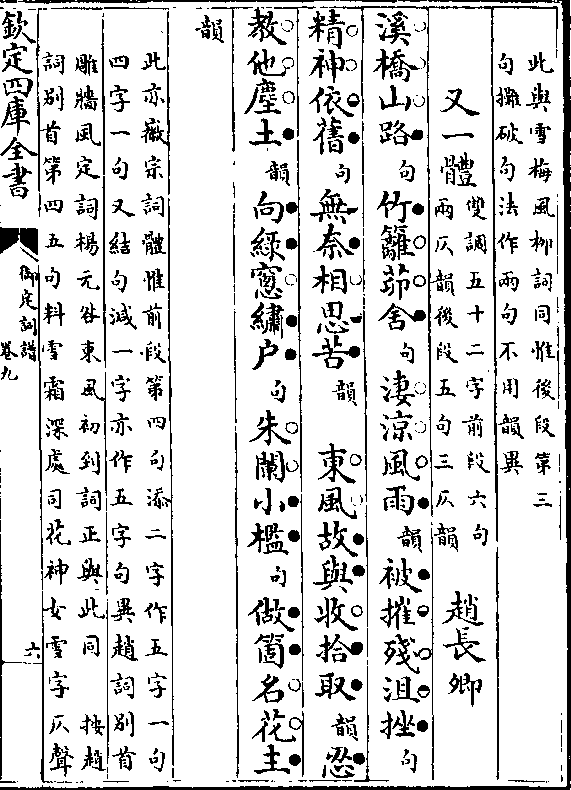 此與雪梅風柳詞同惟後段第三
句攤破句法作兩句不用韻異
又一體 雙調五十二字前段六句
兩仄韻後段五句三仄韻 趙長卿
溪橋山路句竹籬茆舍句淒涼風雨韻被摧殘沮挫句
精神依舊句無奈相思苦韻 東風故與收拾取韻忍
教他塵土韻向綠窻繡户句朱闌小檻句做箇名花主
韻
此亦徽宗詞體惟前段第四句添二字作五字一句
四字一句又結句減一字亦作五字句異趙詞別首
雕牆風定詞楊元咎東風初到詞正與此同 按趙
詞別首第四五句料雪霜深處司花神女雪字仄聲
欽定四庫全書
御定詞譜
卷九
六